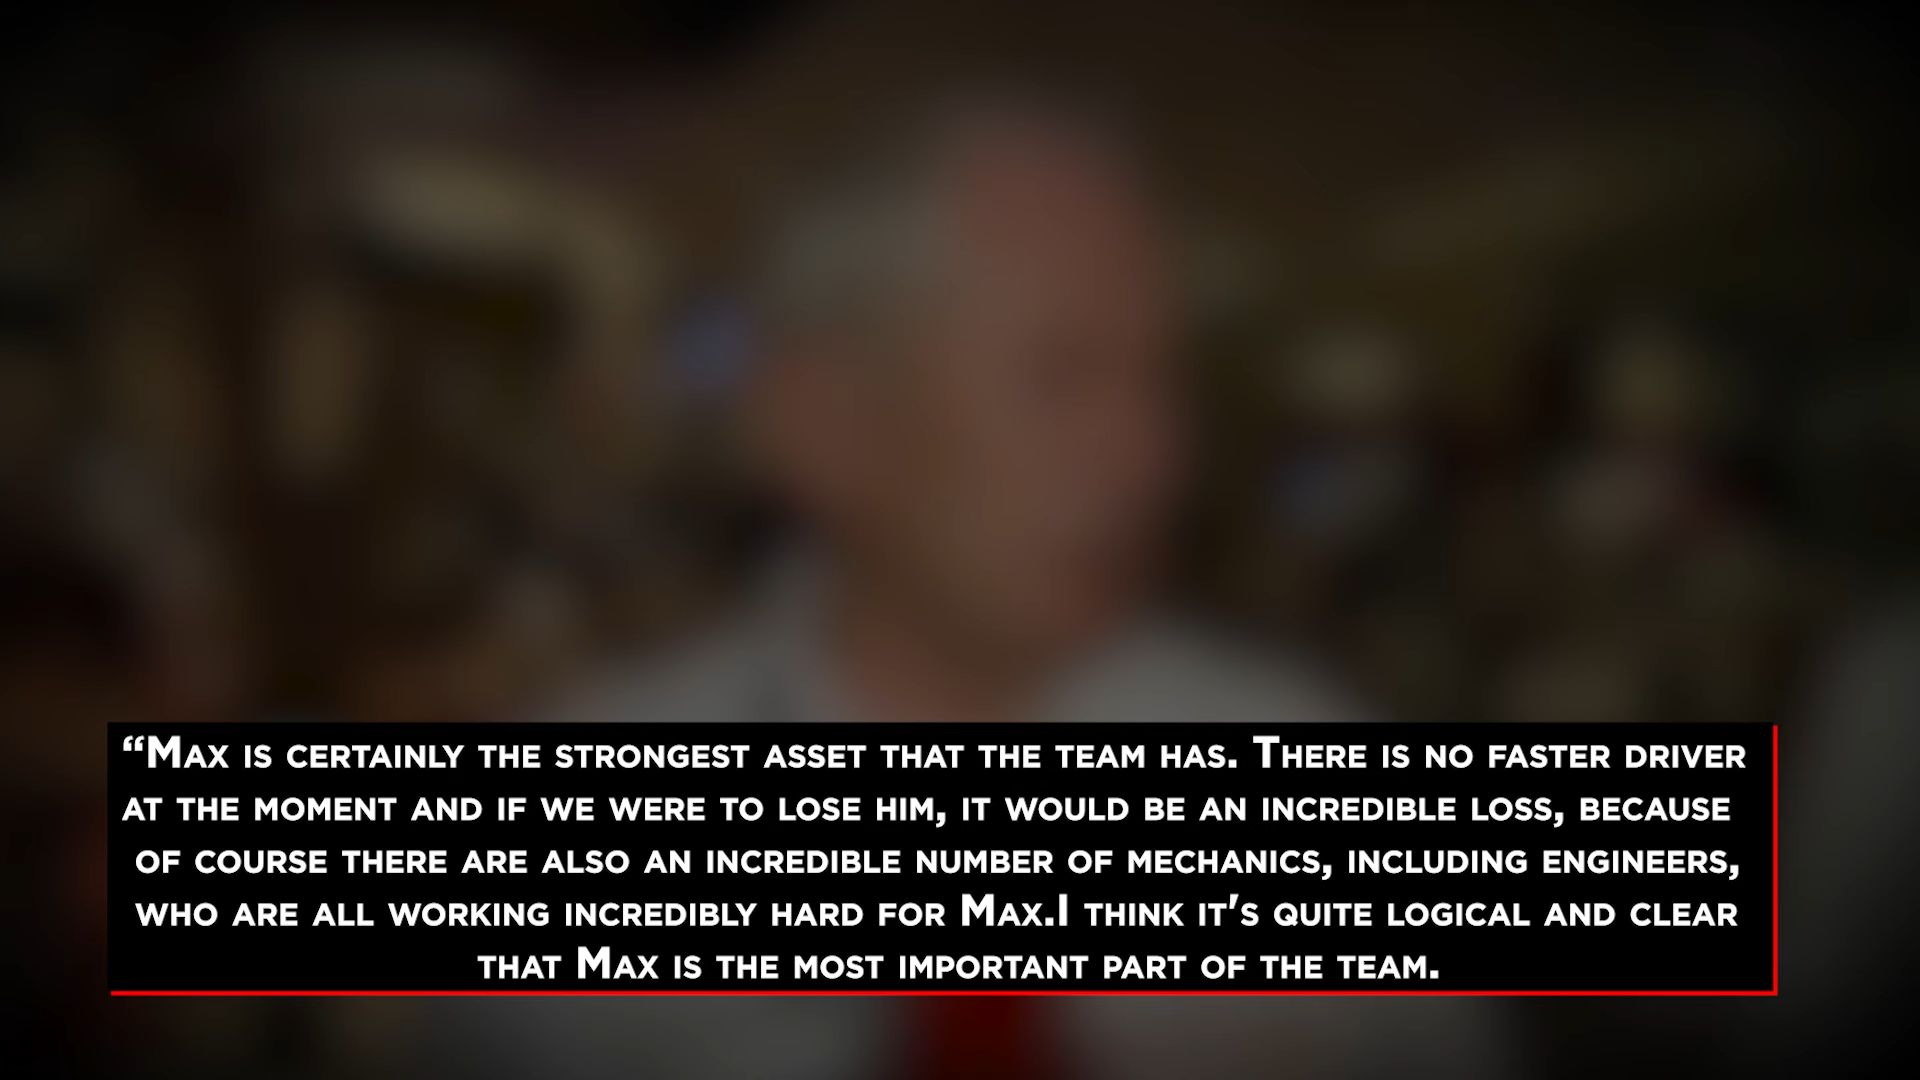 “Max is certainly the strongest asset that the team has. There is no faster driver
at the moment and if we were to lose him, it would be an incredible loss, because
of course there are also an incredible number of mechanics, including engineers,
who are all working incredibly hard for Max.I think it's quite logical and clear
that Max is the most important part of the team.